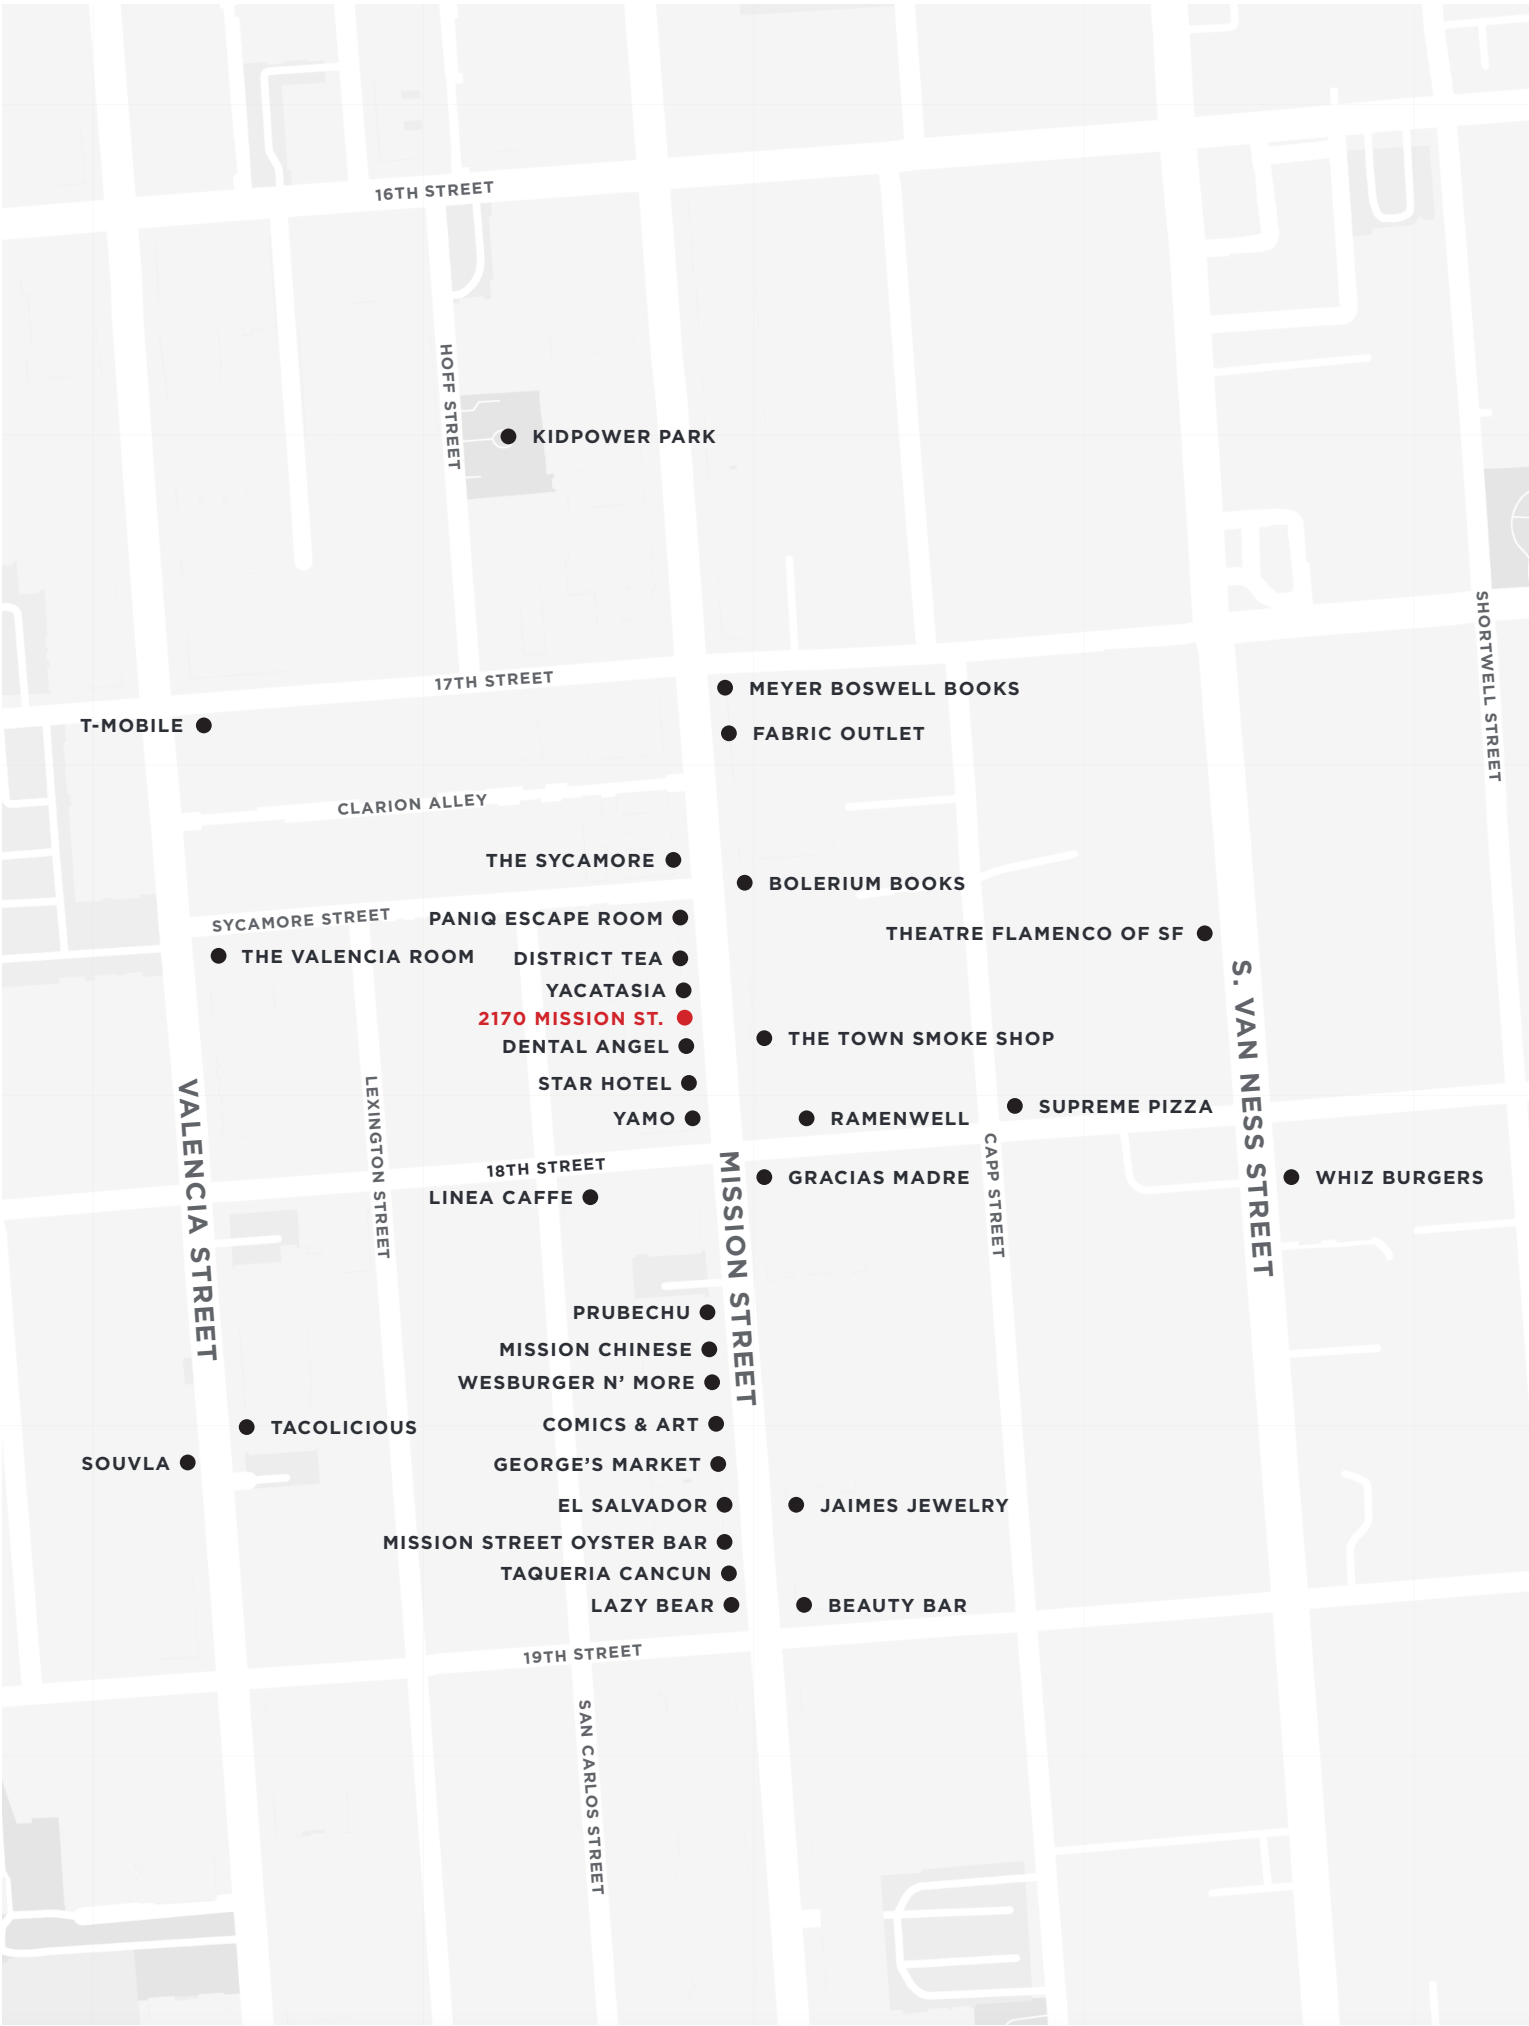 16TH STREET
HOFF STREET
KIDPOWER PARK
SHORTWELL STREET
17TH STREET
MEYER BOSWELL BOOKS
T-MOBILE
FABRIC OUTLET
CLARION ALLEY
THE SYCAMORE
BOLERIUM BOOKS
SYCAMORE STREET
PANIQ ESCAPE ROOM
THEATRE FLAMENCO OF SF
THE VALENCIA ROOM
DISTRICT TEA
YACATASIA
2170 MISSION ST.
THE TOWN SMOKE SHOP
DENTAL ANGEL
STAR HOTEL
S. VAN NESS STREET
SUPREME PIZZA
YAMO
RAMENWELL
VALENCIA STREET
LEXINGTON STREET
18TH STREET
GRACIAS MADRE
CAPP STREET
WHIZ BURGERS
LINEA CAFFE
MISSION STREET
PRUBECHU
MISSION CHINESE
WESBURGER N’ MORE
TACOLICIOUS
COMICS & ART
SOUVLA
GEORGE’S MARKET
EL SALVADOR
JAIMES JEWELRY
MISSION STREET OYSTER BAR
TAQUERIA CANCUN
LAZY BEAR
BEAUTY BAR
19TH STREET
SAN CARLOS STREET